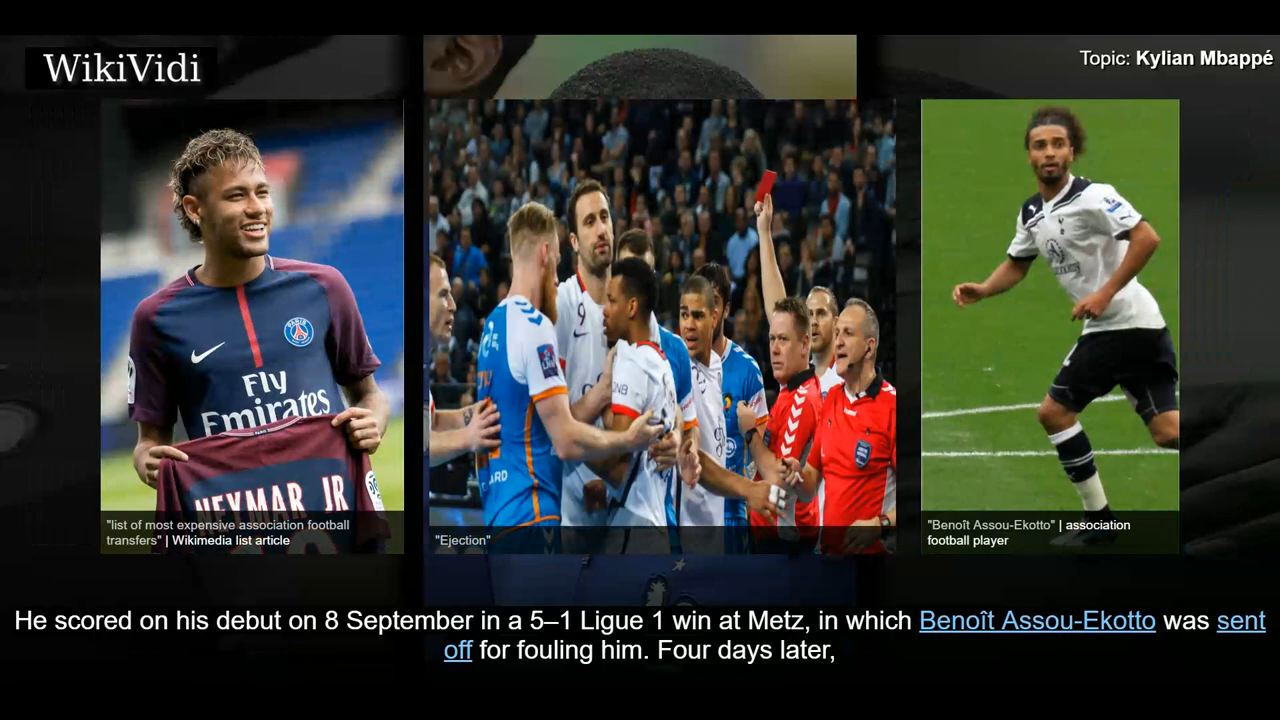 WikiVidi
Topic: Kylian Mbappé
PARIS
Fly
Emirates
NEYMAR JR
"list of most expensive association football
transfers" | Wikimedia list article
9
"Ejection"
"Benoît Assou-Ekotto" | association
football player
He scored on his debut on 8 September in a 5–1 Ligue 1 win at Metz, in which Benoît Assou-Ekotto was sent
off for fouling him. Four days later,